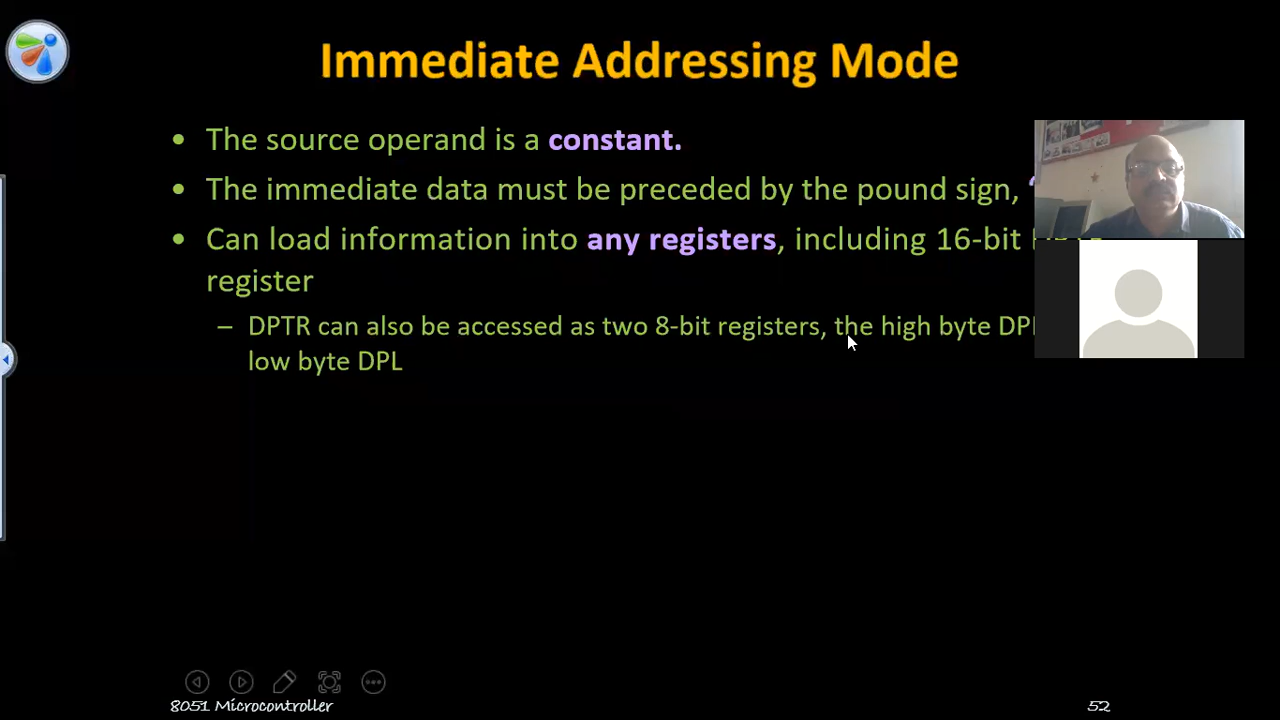 Immediate Addressing Mode
• The source operand is a constant.
• The immediate data must be preceded by the pound sign,
• Can load information into any registers, including 16-bit
register
– DPTR can also be accessed as two 8-bit registers, the high byte
low byte DPL
8051 Microcontroller
52